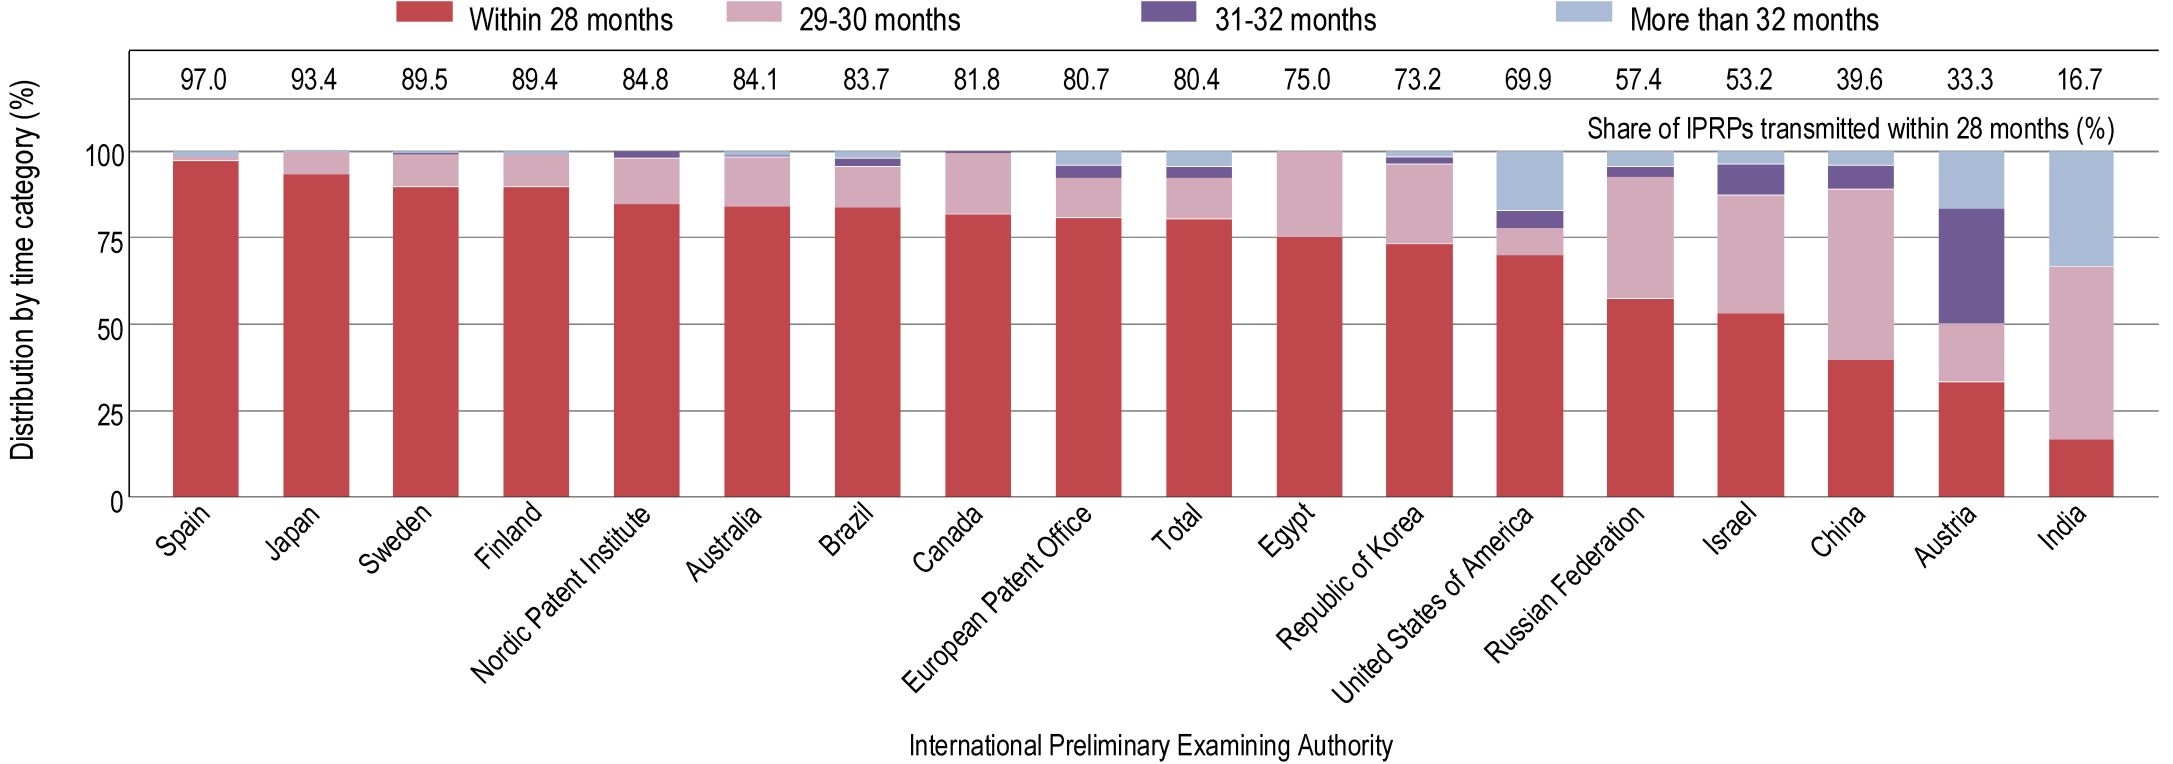 Within 28 months 29-30 months 31-32 months More than 32 months
97.0 93.4 89.5 89.4 84.8 84.1 83.7 81.8 80.7 80.4 75.0 73.2 69.9 57.4 53.2 39.6 33.3 16.7
Share of IPRPs transmitted within 28 months (%)
Distribution by time category (%)
100
75
50
25
0
Spain
Japan
Sweden
Finland
Nordic Patent Institute
Australia
Brazil
Canada
European Patent Office
Total
Egypt
Republic of Korea
United States of America
Russian Federation
Israel
China
Austria
India
International Preliminary Examining Authority